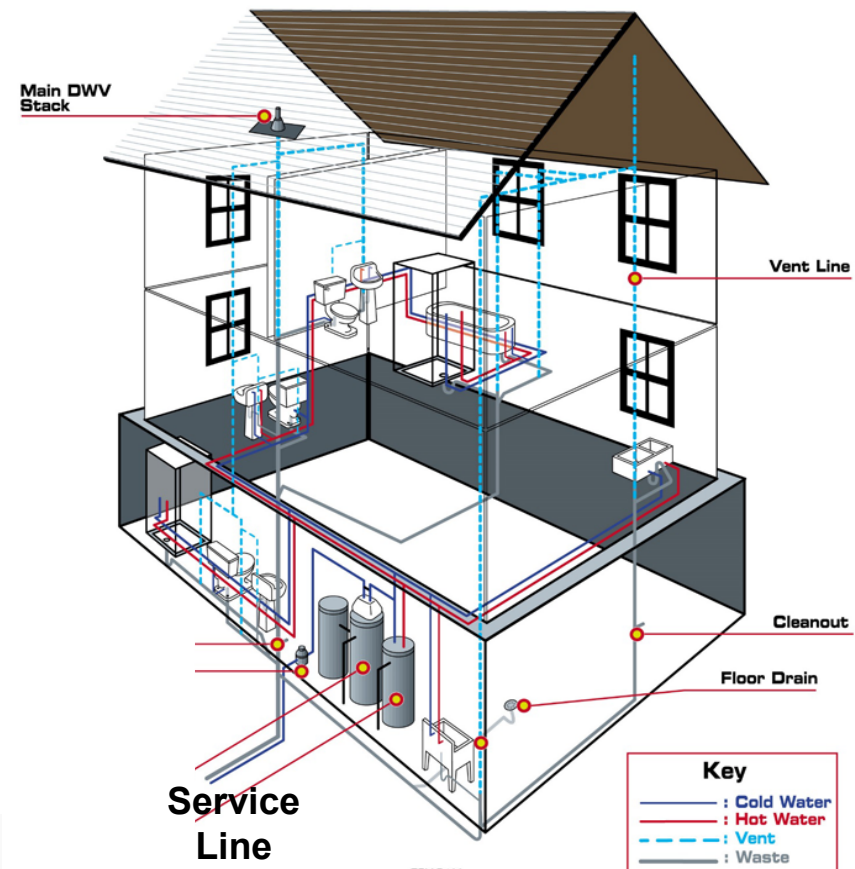 Main DWV
Stack
Vent Line
Cleanout
Floor Drain
Service
Line
Key
: Cold Water
: Hot Water
: Vent
: Waste